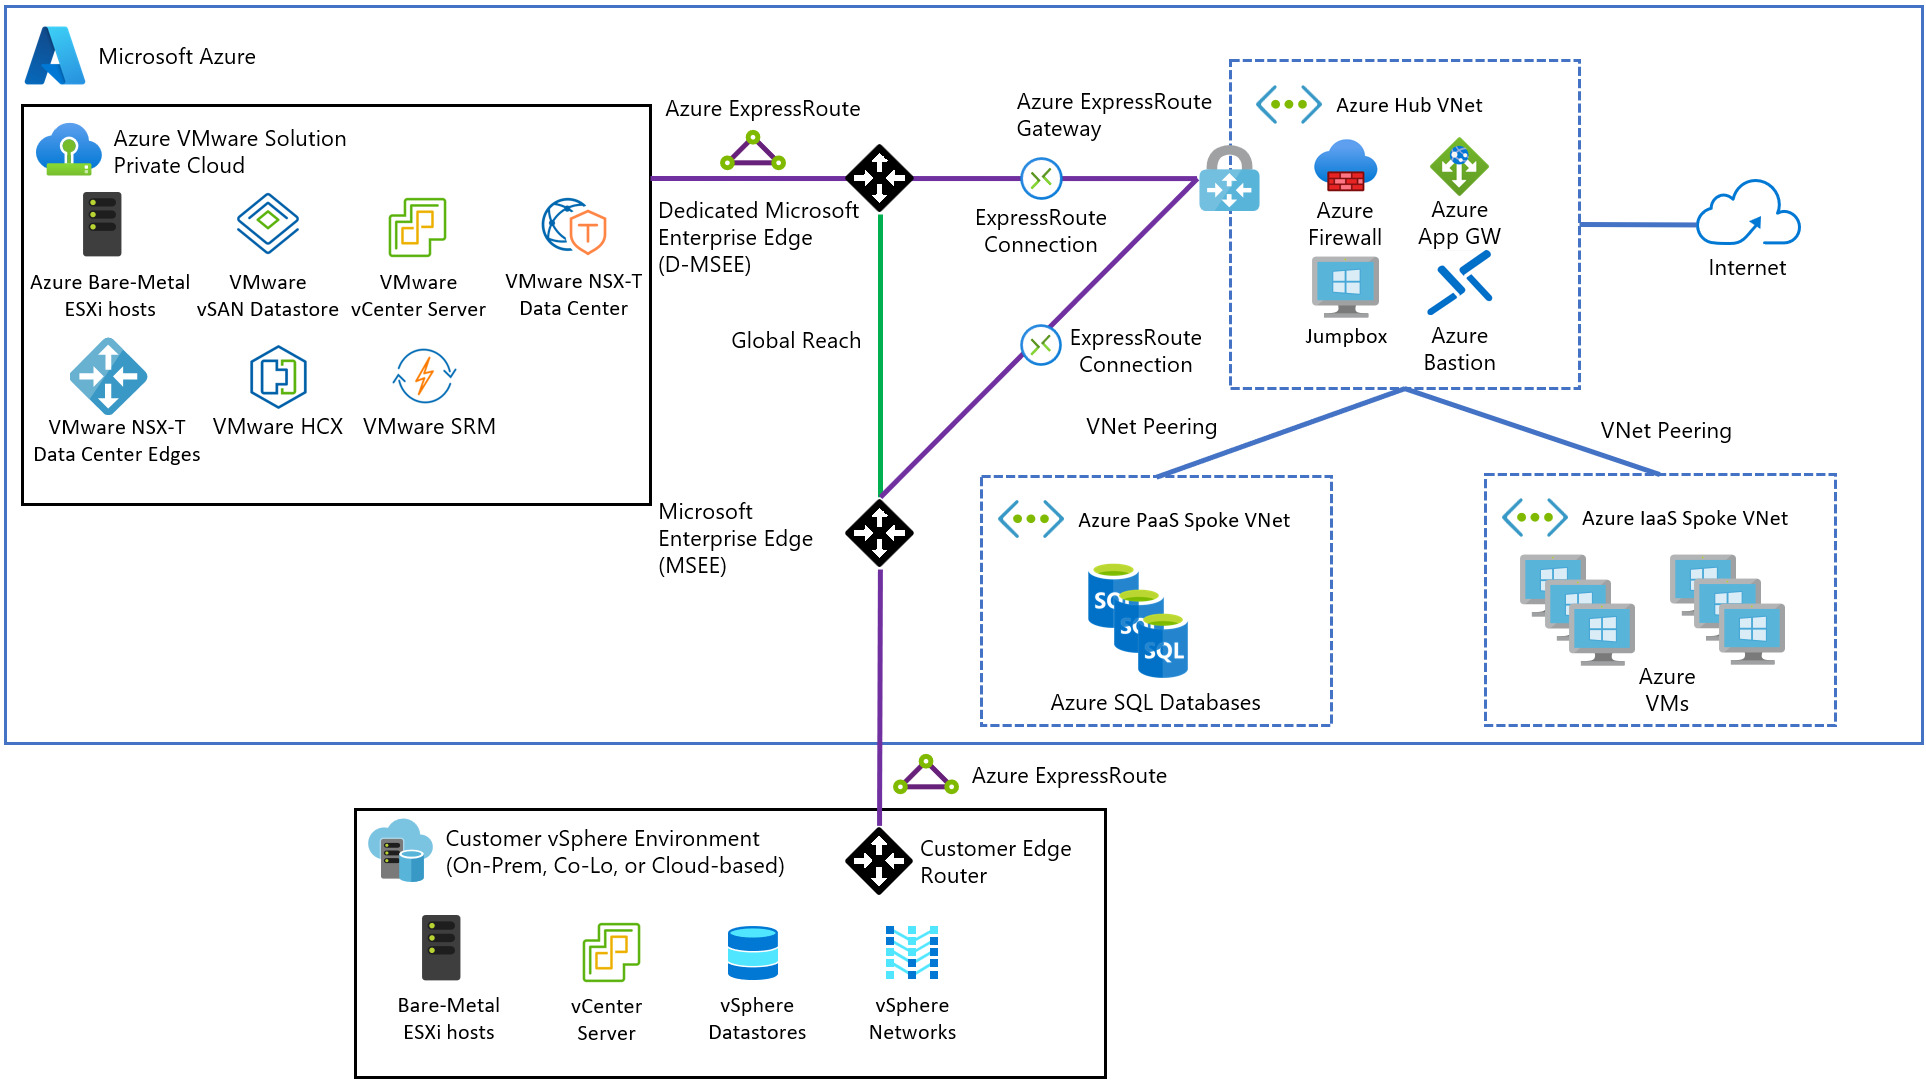 Microsoft Azure
Azure VMware Solution
Private Cloud
Azure Bare-Metal
ESXi hosts
VMware
vSAN Datastore
VMware
vCenter Server
VMware NSX-T
Data Center
VMware NSX-T
Data Center Edges
VMware HCX
VMware SRM
Azure ExpressRoute
Dedicated Microsoft
Enterprise Edge
(D-MSEE)
Global Reach
Microsoft
Enterprise Edge
(MSEE)
Azure ExpressRoute
Gateway
ExpressRoute
Connection
ExpressRoute
Connection
Azure Hub VNet
Azure
Firewall
Azure
App GW
Jumpbox
Azure
Bastion
Internet
VNet Peering
VNet Peering
Azure PaaS Spoke VNet
SQL
SQL
SQL
Azure SQL Databases
Azure IaaS Spoke VNet
Azure
VMs
Azure ExpressRoute
Customer vSphere Environment
(On-Prem, Co-Lo, or Cloud-based)
Customer Edge
Router
Bare-Metal
ESXi hosts
vCenter
Server
vSphere
Datastores
vSphere
Networks